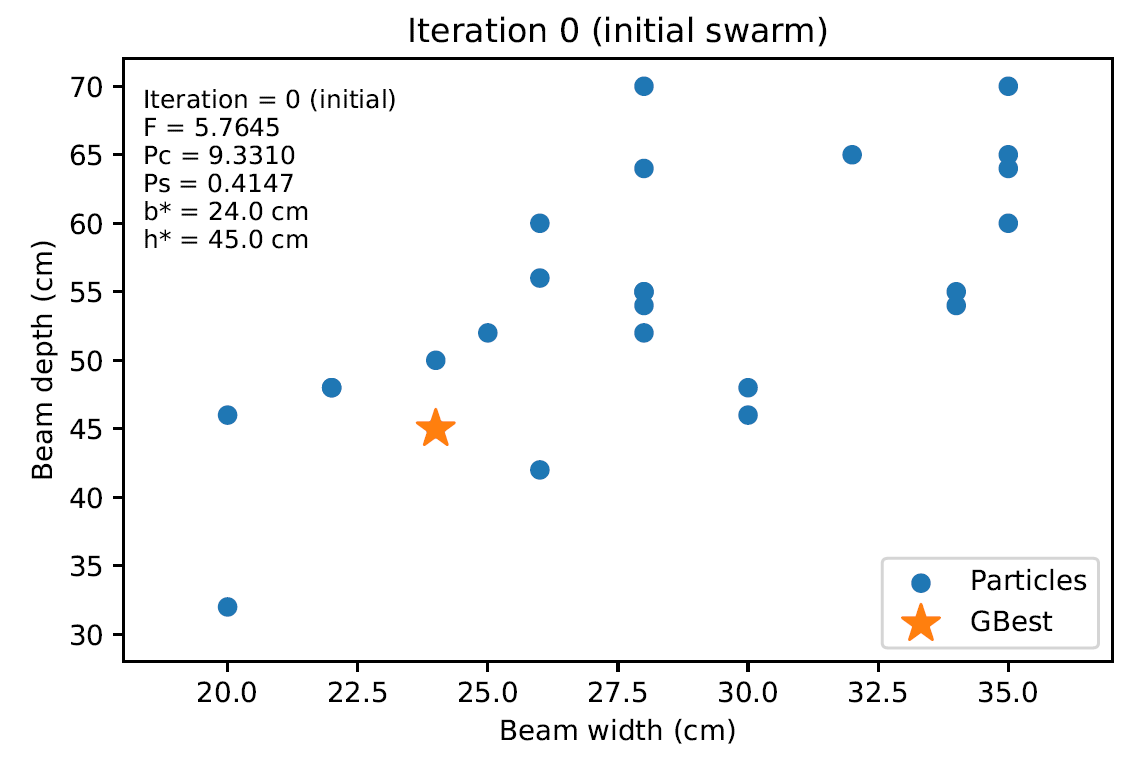 Iteration 0 (initial swarm)
Iteration = 0 (initial)
F = 5.7645
Pc = 9.3310
Ps = 0.4147
b* = 24.0 cm
h* = 45.0 cm
Beam depth (cm)
70
65
60
55
50
45
40
35
30
Particles
GBest
20.0 22.5 25.0 27.5 30.0 32.5 35.0
Beam width (cm)